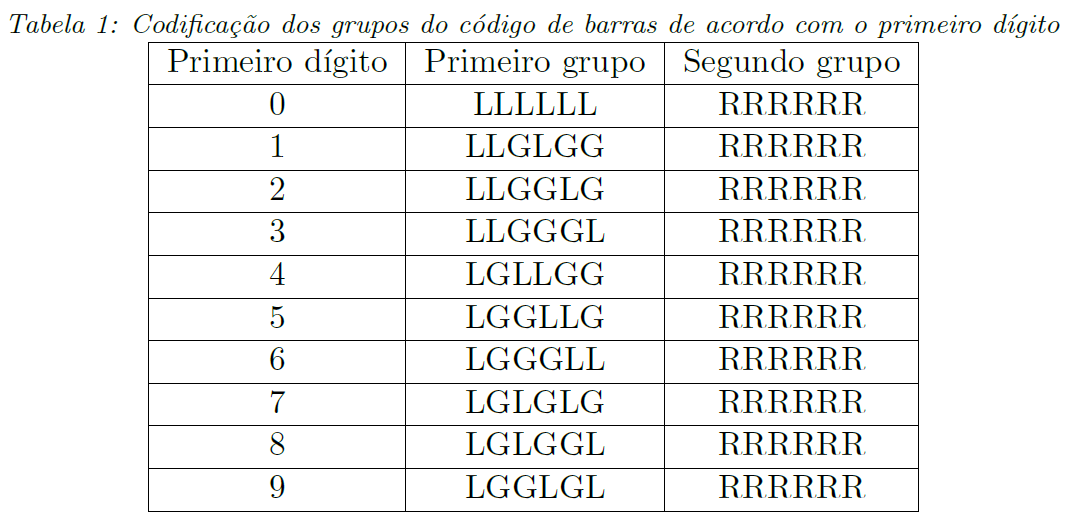 Tabela 1: Codificação dos grupos do código de barras de acordo com o primeiro dígito
Primeiro dígito Primeiro grupo Segundo grupo
0 LLLLLL RRRRRR
1 LLGLGG RRRRRR
2 LLGGLG RRRRRR
3 LLGGGL RRRRRR
4 LGLLGG RRRRRR
5 LGGLLG RRRRRR
6 LGGGLL RRRRRR
7 LGLGLG RRRRRR
8 LGLGGL RRRRRR
9 LGGLGL RRRRRR